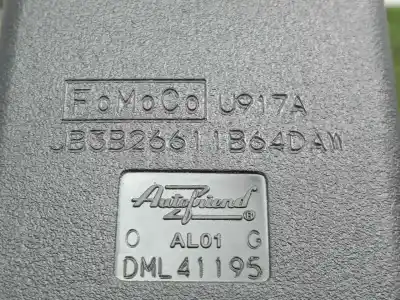 FoMoCo U917A
JB3B26611B64DAW
AutoFriend®
O AL01 G
DML41195